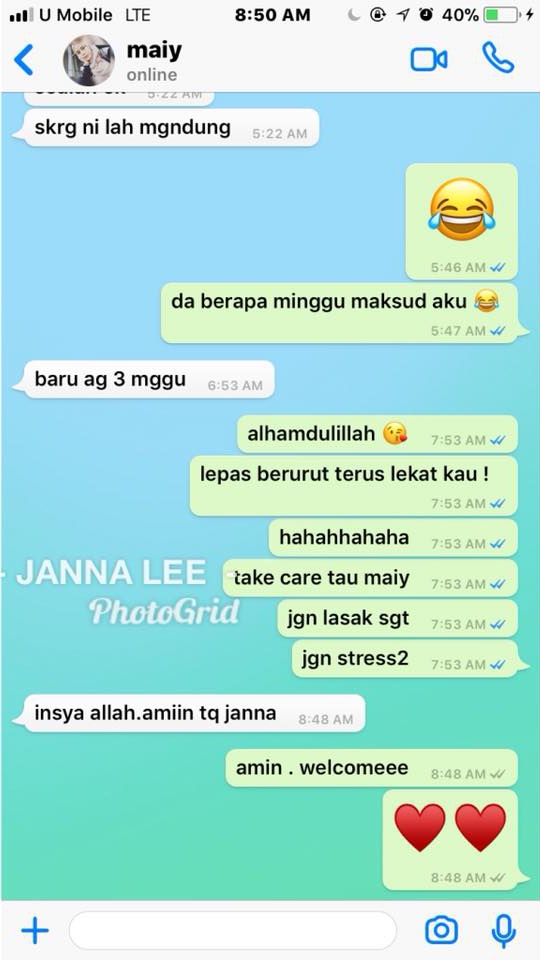 U Mobile LTE 8:50 AM 40%
maiy
online
5:22 AM
skrg ni lah mgndung 5:22 AM
5:46 AM
da berapa minggu maksud aku 😂
5:47 AM
baru ag 3 mggu 6:53 AM
alhamdulillah 😘 7:53 AM
lepas berurut terus lekat kau !
7:53 AM
hahahhahaha 7:53 AM
- JANNA LEE -
take care tau maiy 7:53 AM
PhotoGrid
jgn lasak sgt 7:53 AM
jgn stress2 7:53 AM
insya allah.amiin tq janna 8:48 AM
amin . welcomeee 8:48 AM
8:48 AM